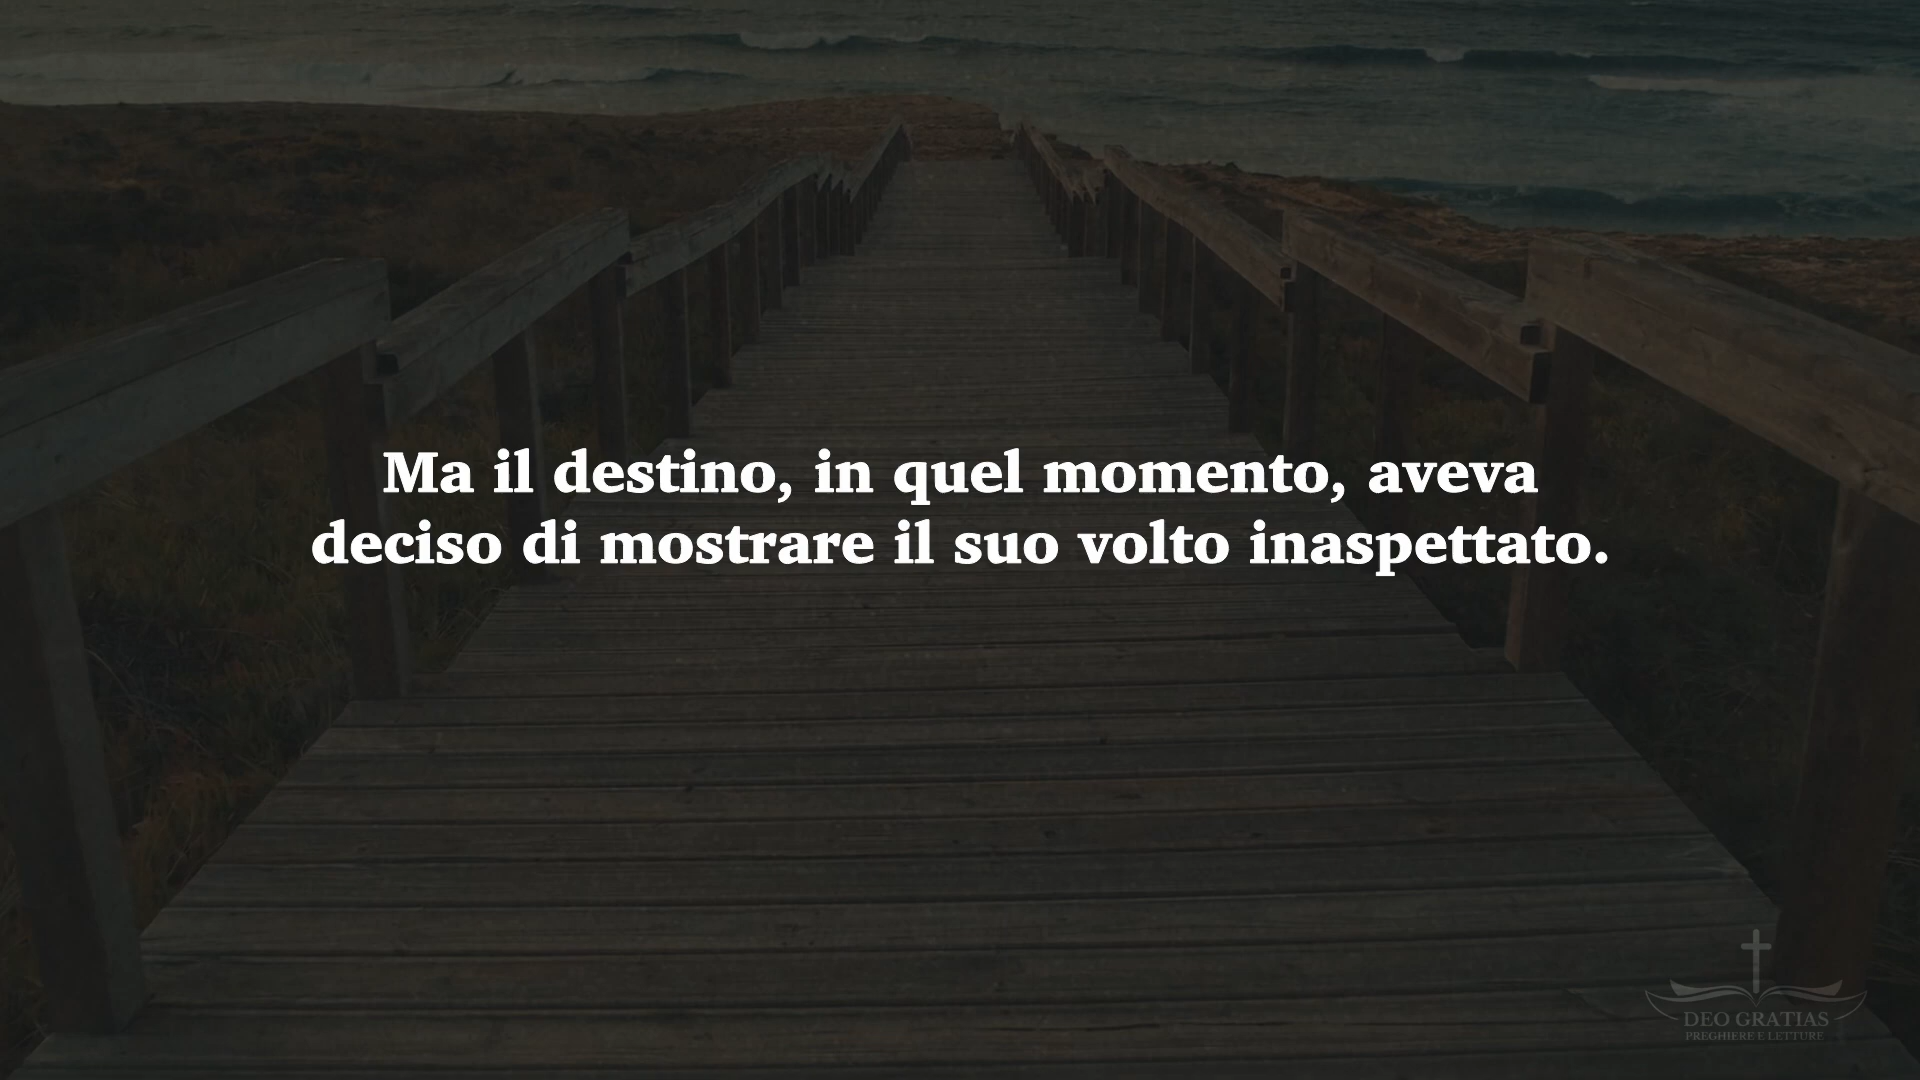 Ma il destino, in quel momento, aveva
deciso di mostrare il suo volto inaspettato.
DEO GRATIAS
PREGHIERE E LETTURE